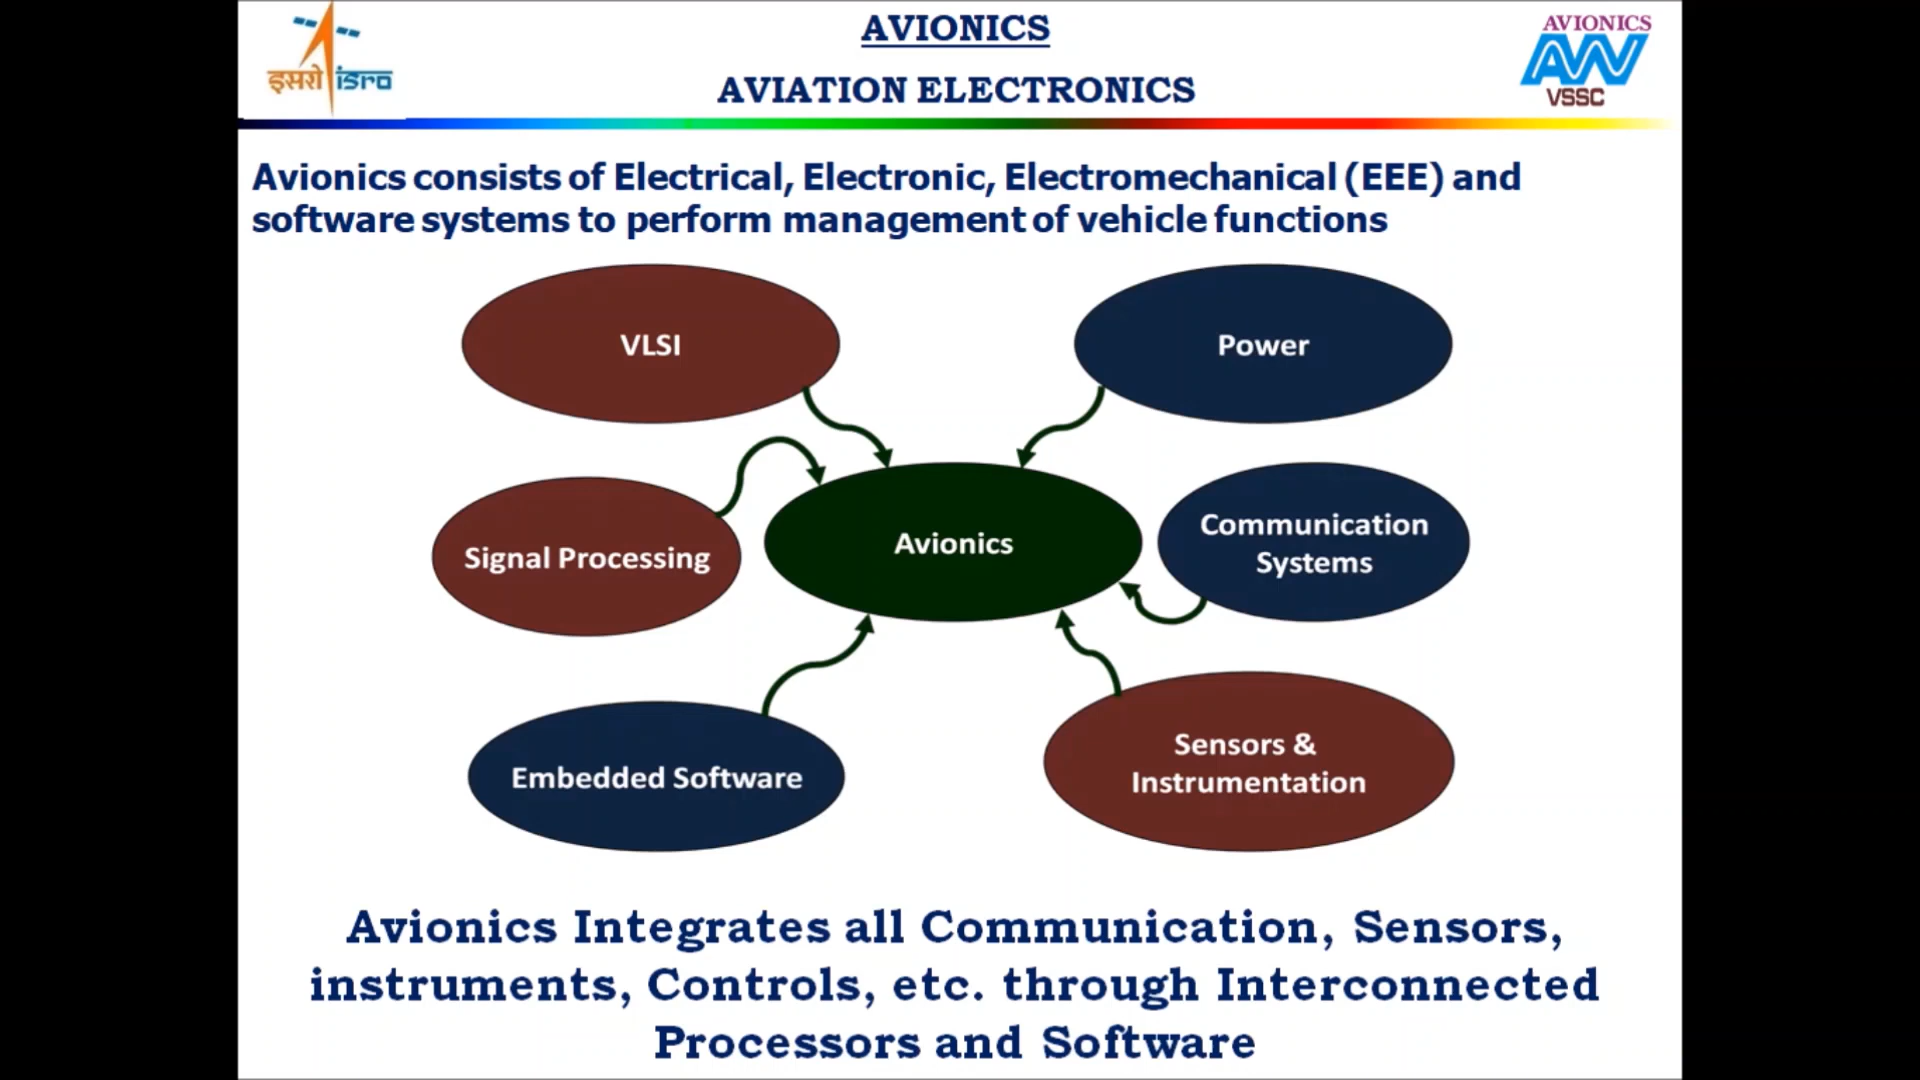 इसरो isro
AVIONICS
AVIATION ELECTRONICS
AVIONICS
VSSC
Avionics consists of Electrical, Electronic, Electromechanical (EEE) and
software systems to perform management of vehicle functions
VLSI
Power
Signal Processing
Avionics
Communication
Systems
Embedded Software
Sensors &
Instrumentation
Avionics Integrates all Communication, Sensors,
instruments, Controls, etc. through Interconnected
Processors and Software